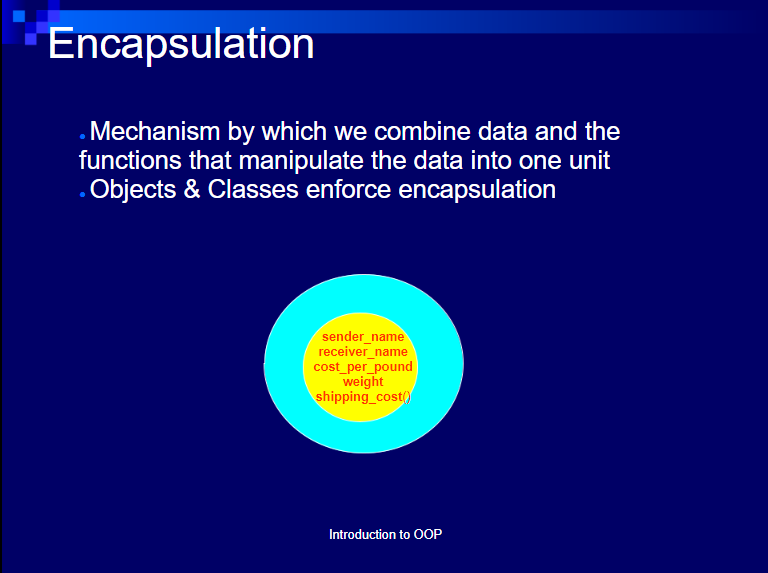 Encapsulation
Mechanism by which we combine data and the
functions that manipulate the data into one unit
Objects & Classes enforce encapsulation
sender_name
receiver_name
cost_per_pound
weight
shipping_cost()
Introduction to OOP